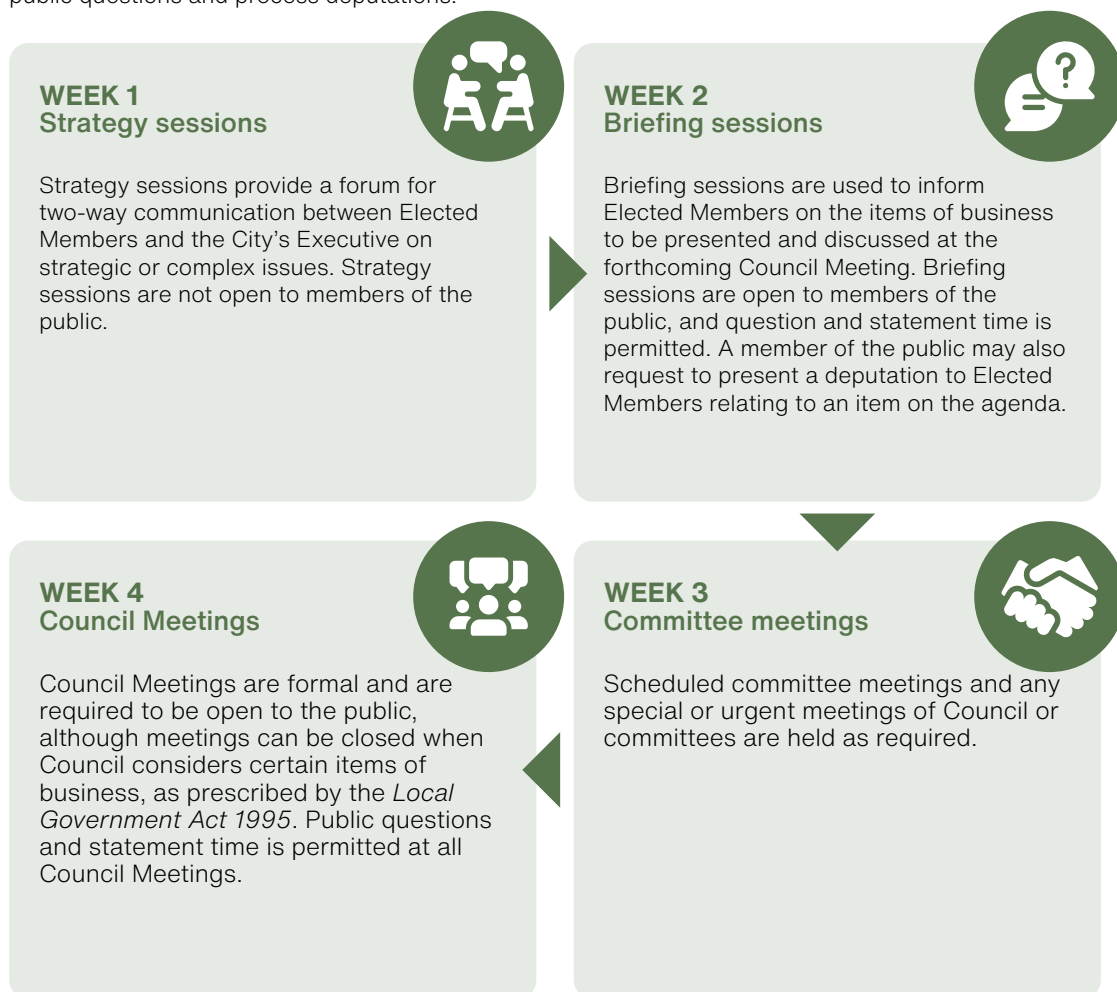 public questions and process deputations.
WEEK 1
Strategy sessions
Strategy sessions provide a forum for
two-way communication between Elected
Members and the City's Executive on
strategic or complex issues. Strategy
sessions are not open to members of the
public.
WEEK 2
Briefing sessions
Briefing sessions are used to inform
Elected Members on the items of business
to be presented and discussed at the
forthcoming Council Meeting. Briefing
sessions are open to members of the
public, and question and statement time is
permitted. A member of the public may also
request to present a deputation to Elected
Members relating to an item on the agenda.
WEEK 3
Committee meetings
Scheduled committee meetings and any
special or urgent meetings of Council or
committees are held as required.
WEEK 4
Council Meetings
Council Meetings are formal and are
required to be open to the public,
although meetings can be closed when
Council considers certain items of
business, as prescribed by the Local
Government Act 1995. Public questions
and statement time is permitted at all
Council Meetings.